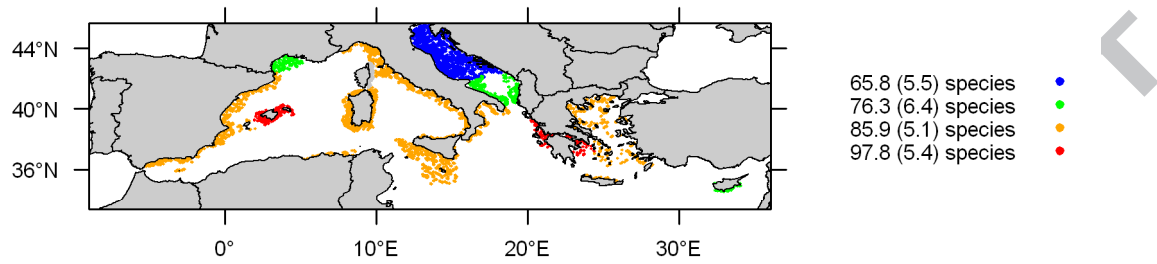 44°N
40°N
36°N
0°
10°E
20°E
30°E
65.8 (5.5) species
76.3 (6.4) species
85.9 (5.1) species
97.8 (5.4) species